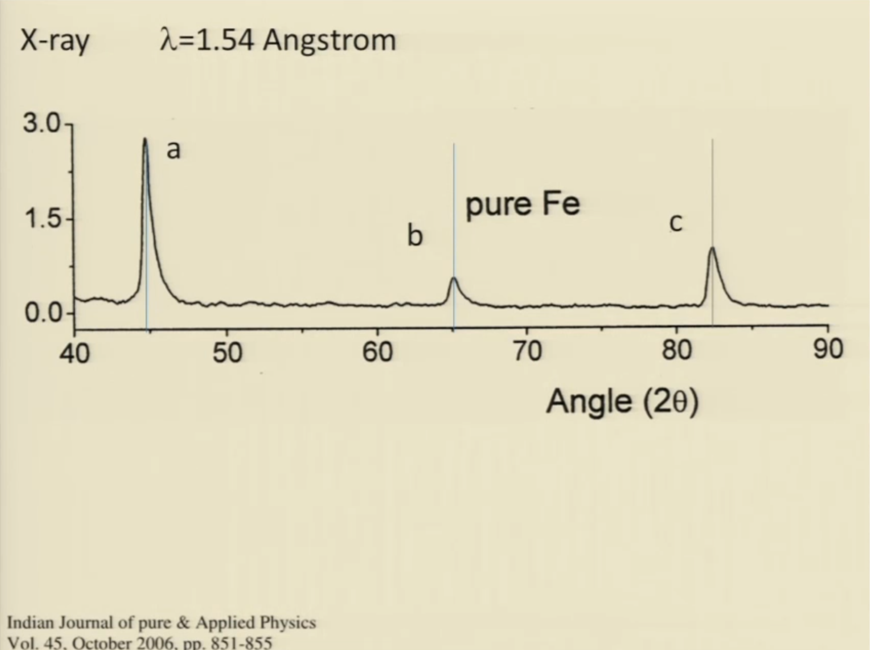 X-ray λ=1.54 Angstrom
3.0
a
pure Fe
1.5
b
c
0.0
40 50 60 70 80 90
Angle (2θ)
Indian Journal of pure & Applied Physics
Vol. 45, October 2006, pp. 851-855